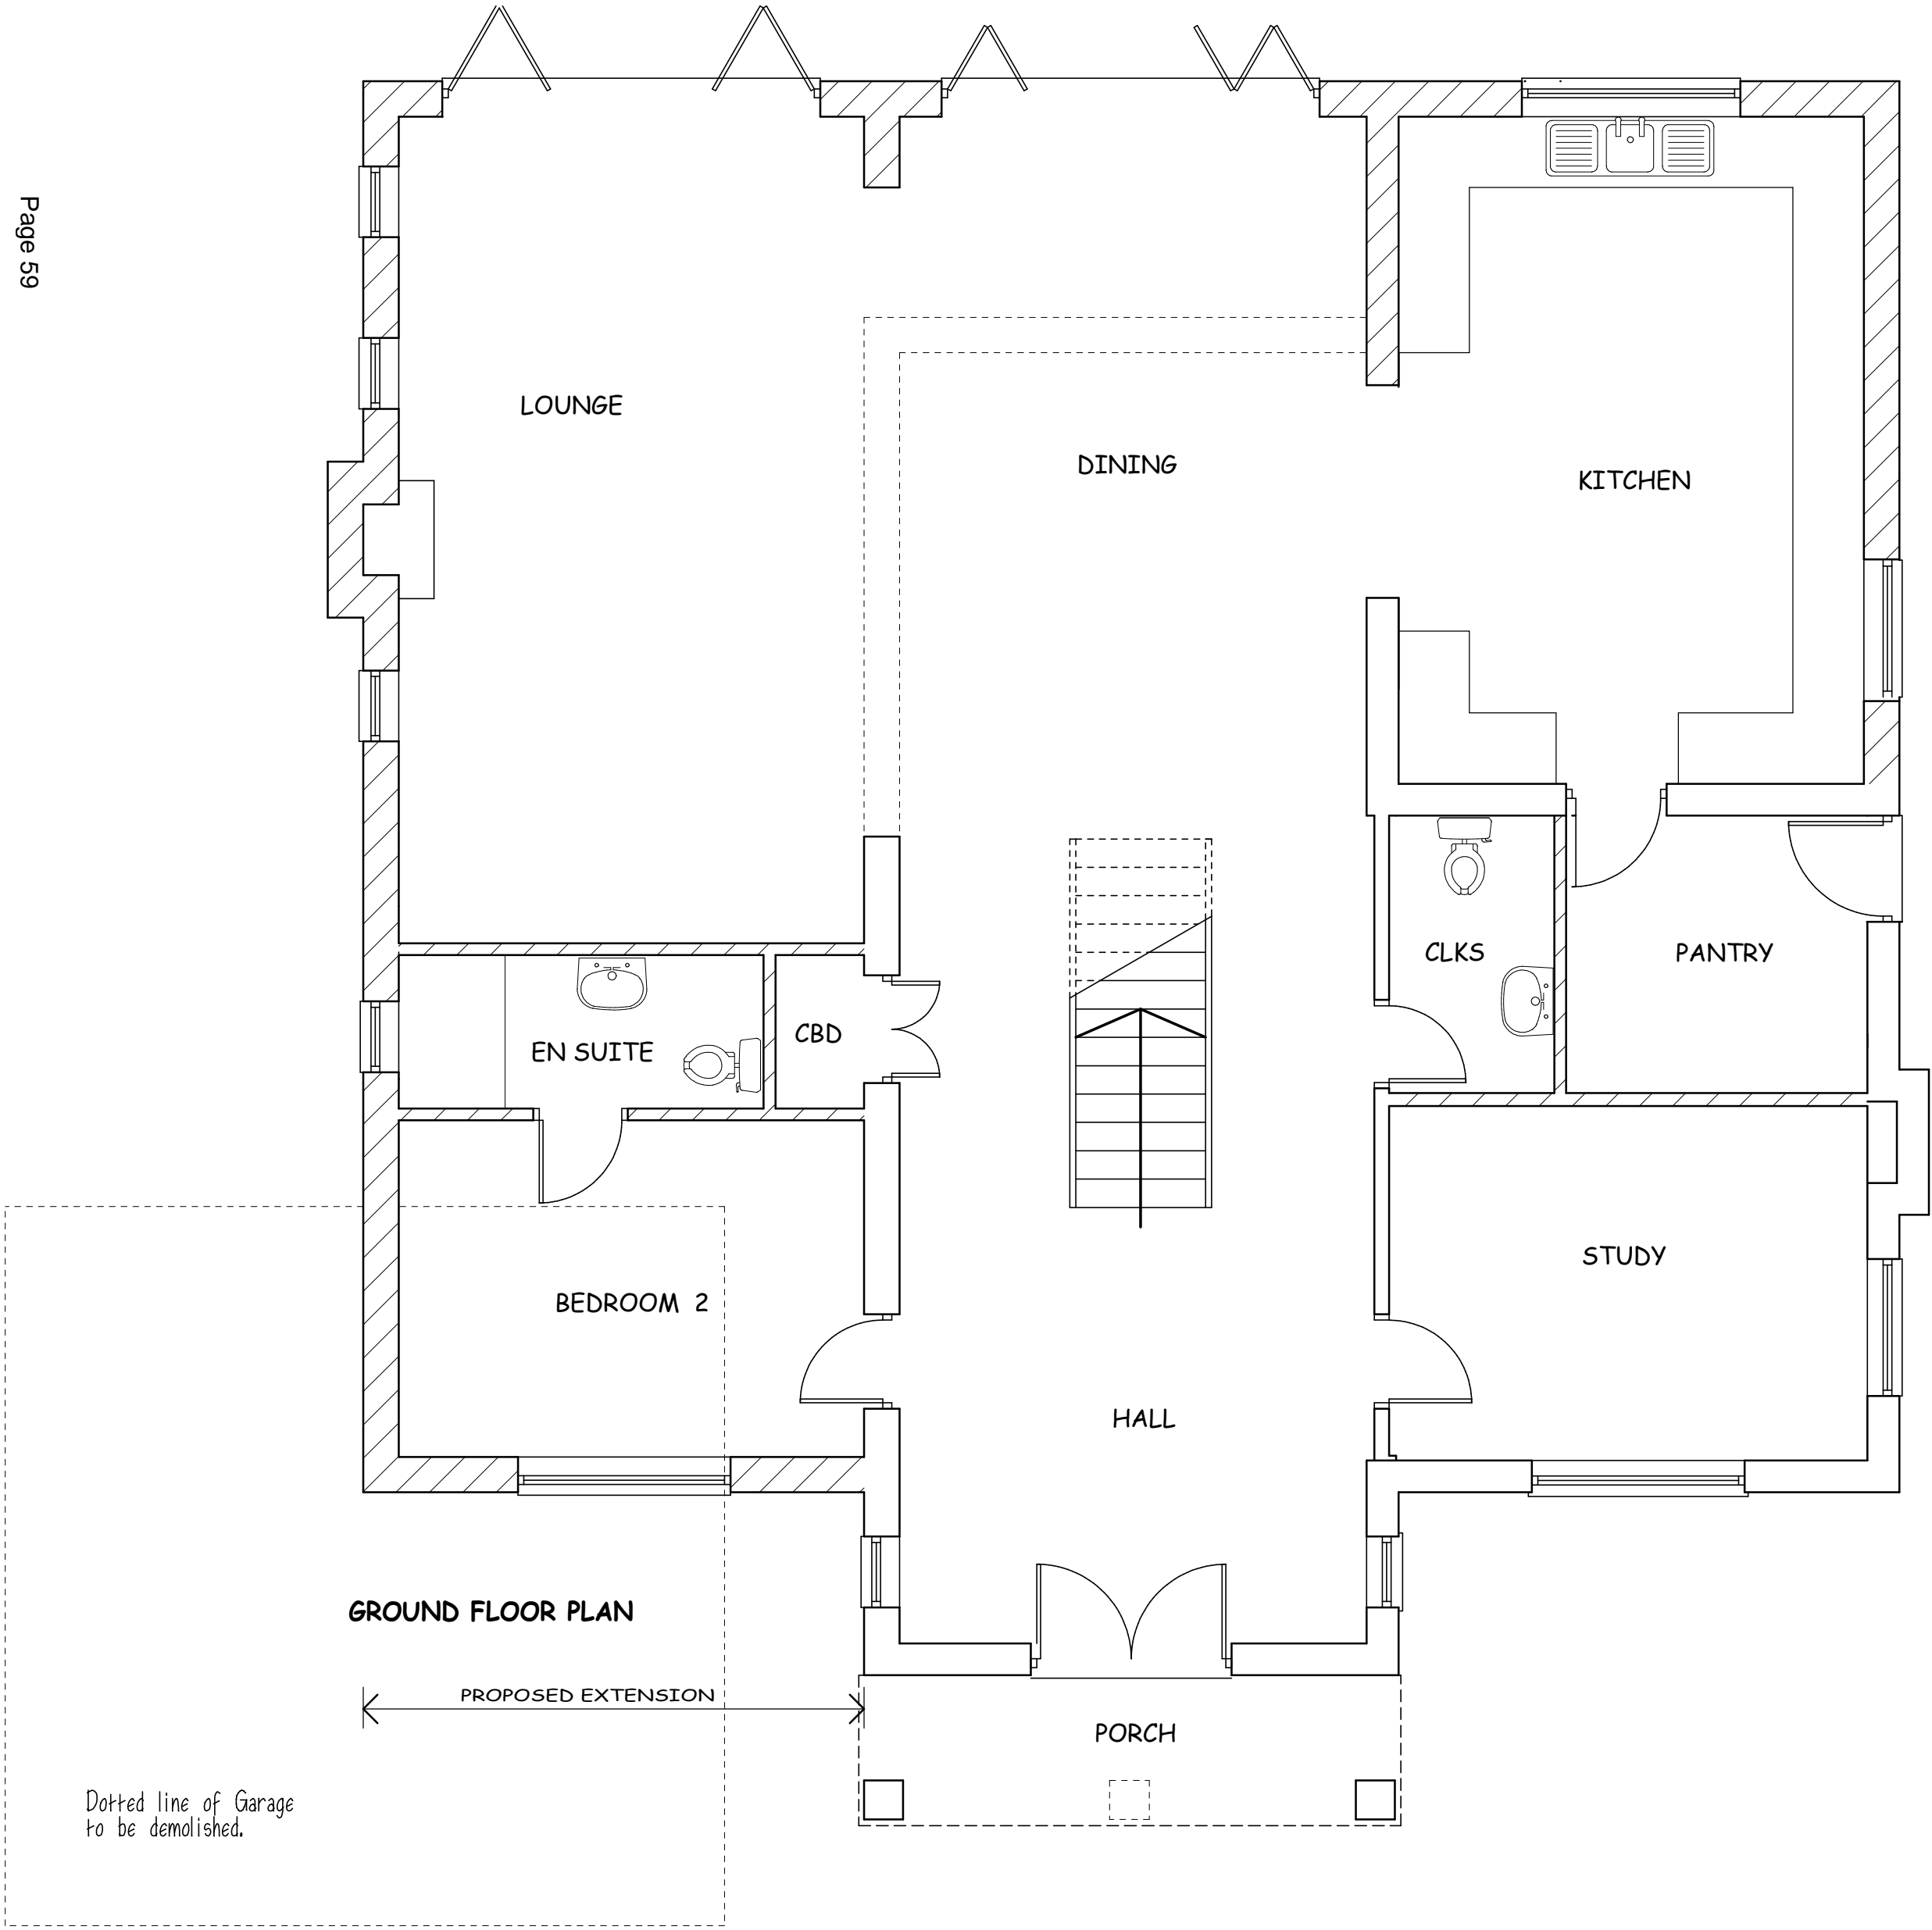 Page 59
LOUNGE
DINING
KITCHEN
CLKS
PANTRY
CBD
EN SUITE
STUDY
BEDROOM 2
HALL
GROUND FLOOR PLAN
PROPOSED EXTENSION
PORCH
Dotted line of Garage
to be demolished.